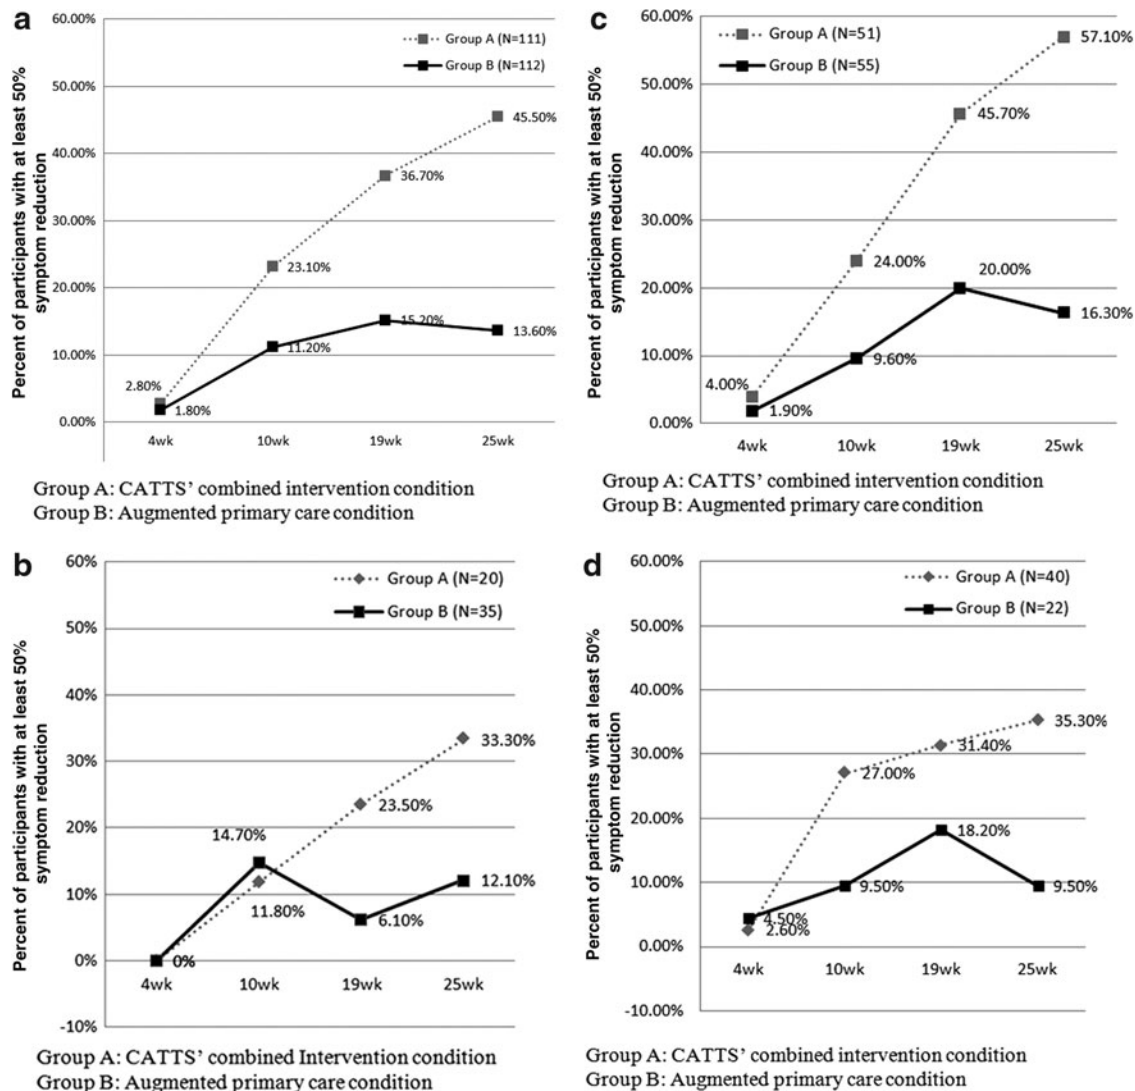 a
Percent of participants with at least 50%
symptom reduction
60.00%
50.00%
40.00%
30.00%
20.00%
10.00%
0.00%
Group A (N=111)
Group B (N=112)
2.80%
23.10%
36.70%
45.50%
1.80%
11.20%
15.20%
13.60%
4wk 10wk 19wk 25wk
Group A: CATTS’ combined intervention condition
Group B: Augmented primary care condition
c
Percent of participants with at least 50%
symptom reduction
60.00%
50.00%
40.00%
30.00%
20.00%
10.00%
0.00%
Group A (N=51)
Group B (N=55)
4.00%
24.00%
45.70%
57.10%
1.90%
9.60%
20.00%
16.30%
4wk 10wk 19wk 25wk
Group A: CATTS’ combined intervention condition
Group B: Augmented primary care condition
b
Percent of participants with at least 50%
symptom reduction
60%
50%
40%
30%
20%
10%
0%
-10%
Group A (N=20)
Group B (N=35)
0%
11.80%
23.50%
33.30%
14.70%
6.10%
12.10%
4wk 10wk 19wk 25wk
Group A: CATTS’ combined Intervention condition
Group B: Augmented primary care condition
d
Percent of participants with at least 50%
symptom reduction
60.00%
50.00%
40.00%
30.00%
20.00%
10.00%
0.00%
-10.00%
Group A (N=40)
Group B (N=22)
2.60%
27.00%
31.40%
35.30%
4.50%
9.50%
18.20%
9.50%
4wk 10wk 19wk 25wk
Group A: CATTS’ combined intervention condition
Group B: Augmented primary care condition